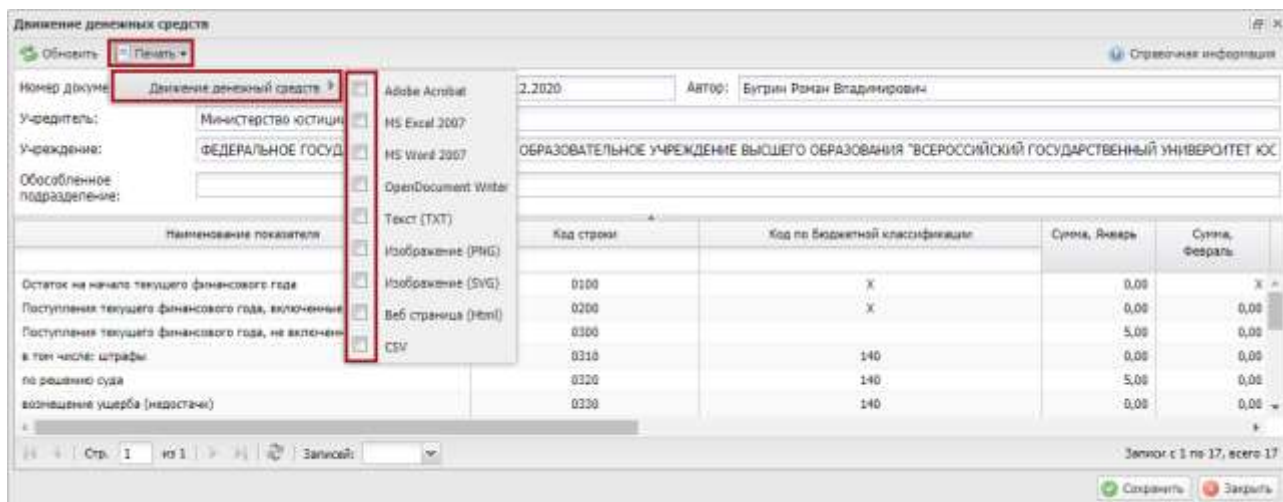 Движение денежных средств
Обновить Печать
Справочная информация
Номер докуме
Движение денежный средств
2.2020
Автор: Бугрин Роман Владимирович
Учредитель: Министерство юстиции
Учреждение: ФЕДЕРАЛЬНОЕ ГОСУД ОБРАЗОВАТЕЛЬНОЕ УЧРЕЖДЕНИЕ ВЫСШЕГО ОБРАЗОВАНИЯ "ВСЕРОССИЙСКИЙ ГОСУДАРСТВЕННЫЙ УНИВЕРСИТЕТ ЮС
Обособленное
подразделение:
Adobe Acrobat
MS Excel 2007
MS Word 2007
OpenDocument Writer
Текст (TXT)
Изображение (PNG)
Изображение (SVG)
Веб страница (Html)
CSV
Наименование показателя Код строки Код по бюджетной классификации Сумма, Январь Сумма, Февраль
Остаток на начало текущего финансового года 0100 X 0,00 X
Поступления текущего финансового года, включенные 0200 X 0,00 0,00
Поступления текущего финансового года, не включен 0300 5,00 0,00
в том числе: штрафы 0310 140 0,00 0,00
по решению суда 0320 140 5,00 0,00
возмещение ущерба (недостачи) 0330 140 0,00 0,00
Стр. 1 из 1 Записей:
Записи с 1 по 17, всего 17
Сохранить Закрыть